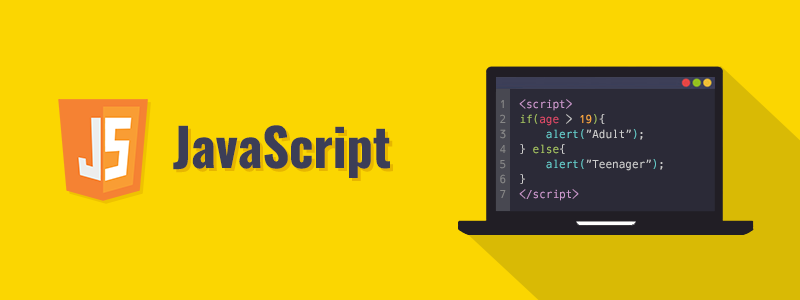 JS
JavaScript
1 <script>
2 if(age > 19){
3     alert("Adult");
4 } else{
5     alert("Teenager");
6 }
7 </script>